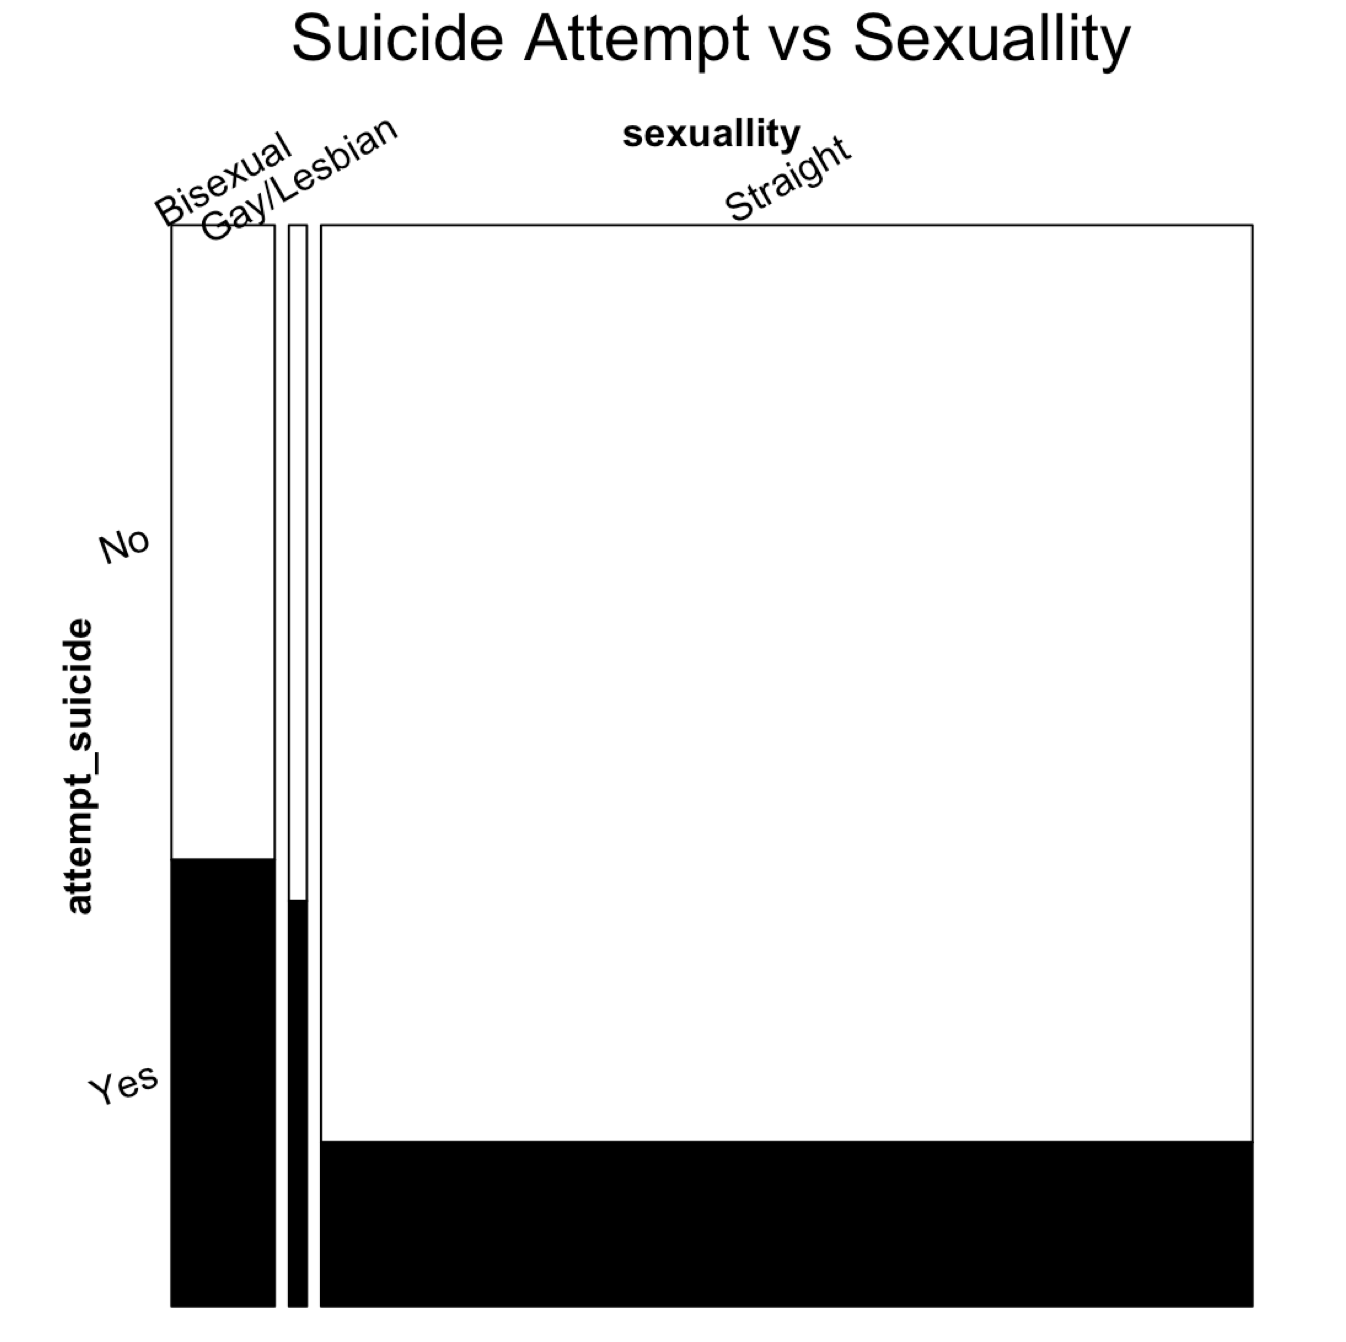 Suicide Attempt vs Sexuallity
sexuallity
Bisexual
Gay/Lesbian
Straight
No
attempt_suicide
Yes